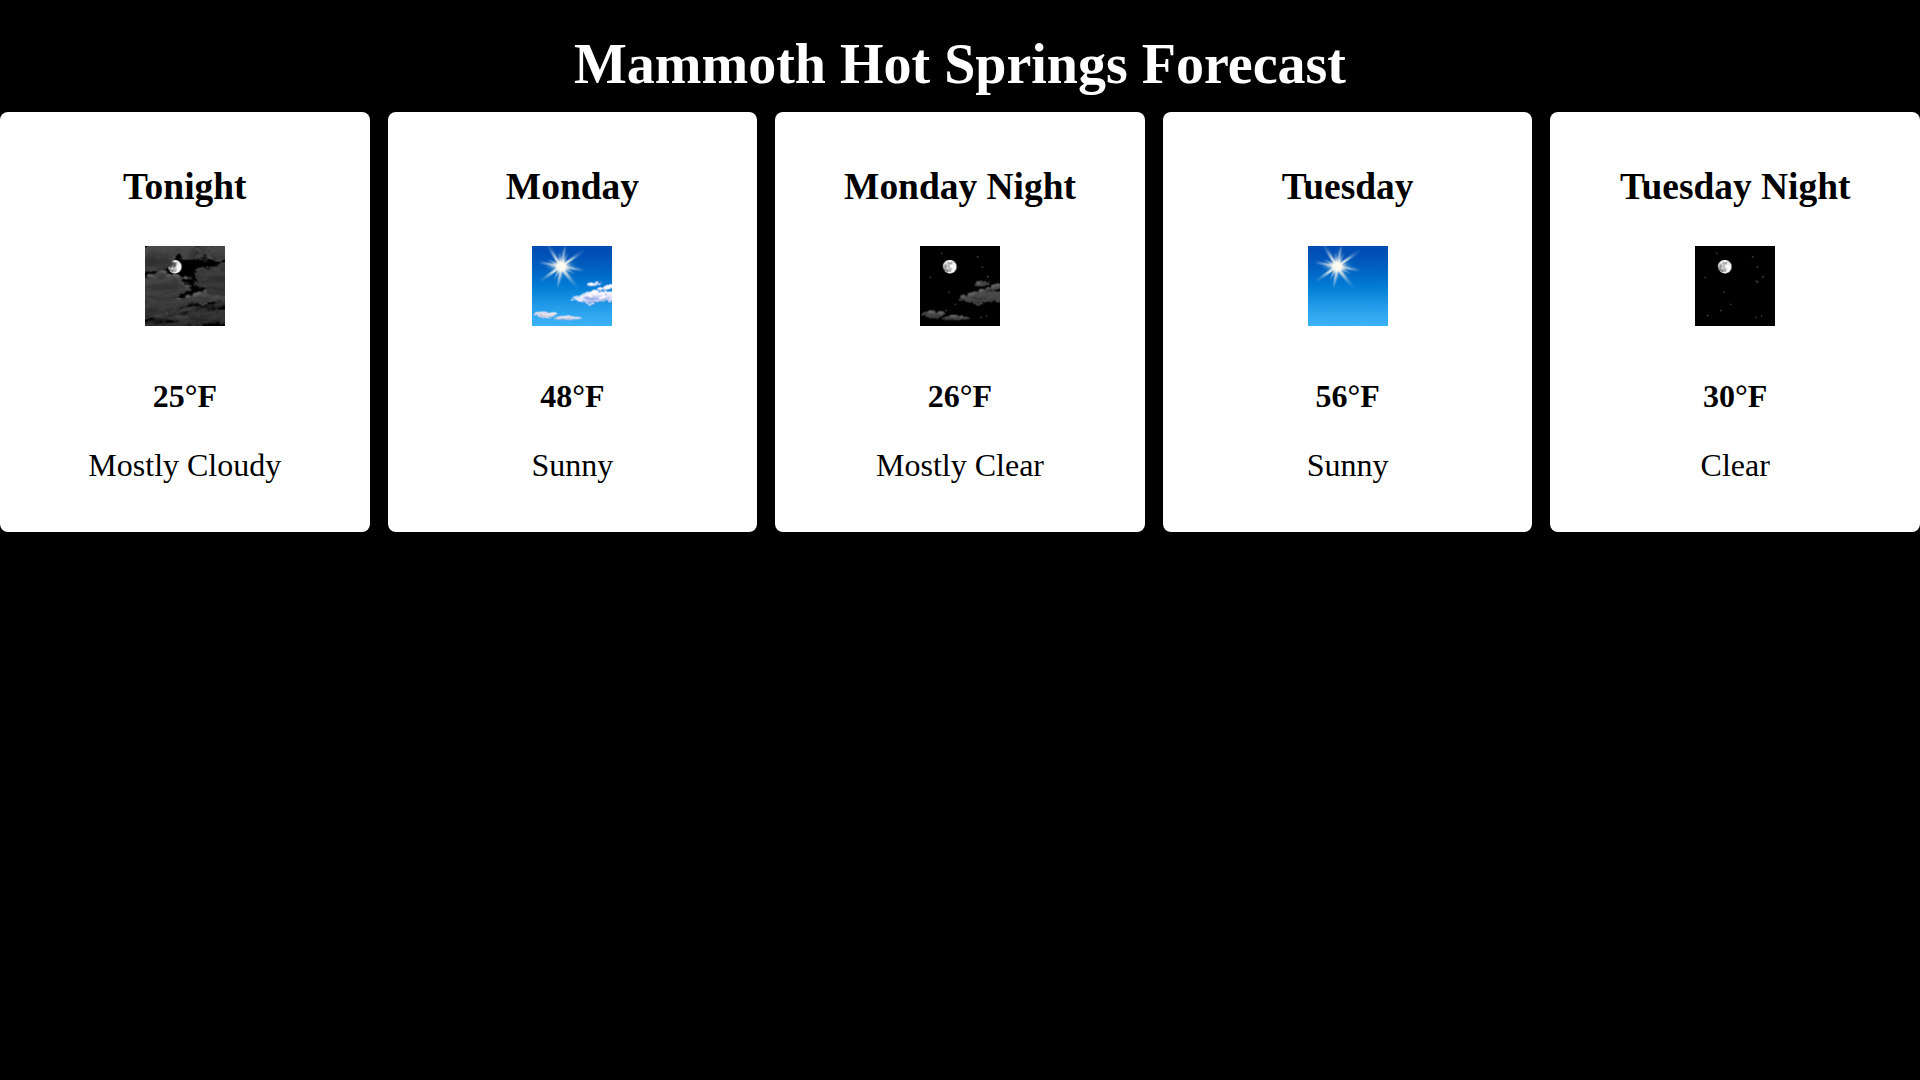 Mammoth Hot Springs Forecast
Tonight
25°F
Mostly Cloudy
Monday
48°F
Sunny
Monday Night
26°F
Mostly Clear
Tuesday
56°F
Sunny
Tuesday Night
30°F
Clear